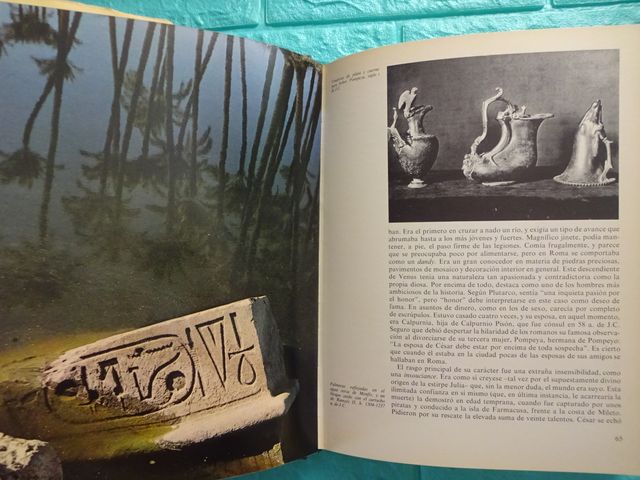 ban. Era el primero en cruzar a nado un río, y exigía un tipo de avance que
abrumaba hasta a los más jóvenes y fuertes. Magnífico jinete, podía man-
tener, a pie, el paso firme de las legiones. Comía frugalmente, y parece
que se preocupaba poco por alimentarse, pero en Roma se comportaba
como un dandy. Era un gran conocedor en materia de piedras preciosas,
pavimentos de mosaico y decoración interior en general. Este descendiente
de Venus tenía una naturaleza tan apasionada y contradictoria como la
propia diosa. Por encima de todo, destaca como uno de los hombres más
ambiciosos de la historia. Según Plutarco, sentía "una inquieta pasión por
el honor", pero "honor" debe interpretarse en este caso como deseo de
fama. En asuntos de dinero, como en los de sexo, carecía por completo
de escrúpulos. Estuvo casado cuatro veces, y su esposa, en aquel momento,
era Calpurnia, hija de Calpurnio Pisón, que fue cónsul en 58 a. de J.C.
Seguro que debió despertar la hilaridad de los romanos su famosa observa-
ción al divorciarse de su tercera mujer, Pompeya, hermana de Pompeyo:
"La esposa de César debe estar por encima de toda sospecha". Es cierto
que cuando él estaba en la ciudad pocas de las esposas de sus amigos se
hallaban en Roma.
El rasgo principal de su carácter fue una extraña insensibilidad, como
una insouciance. Era como si creyese –tal vez por el supuestamente divino
origen de la estirpe Julia– que, sin la menor duda, el mundo era suyo. Esta
ilimitada confianza en sí mismo (que, en última instancia, le acarrearía la
muerte) la demostró en edad temprana, cuando fue capturado por unos
piratas y conducido a la isla de Farmacusa, frente a la costa de Mileto.
Pidieron por su rescate la elevada suma de veinte talentos. César se echó
65